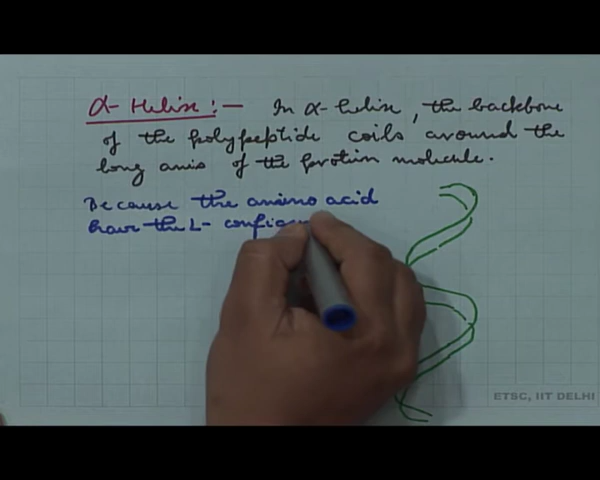 α- Helix :- In α-helix, the backbone
of the polypeptide coils around the
long axis of the protein molecule.
Because the amino acid
have the L-
ETSC, IIT DELHI